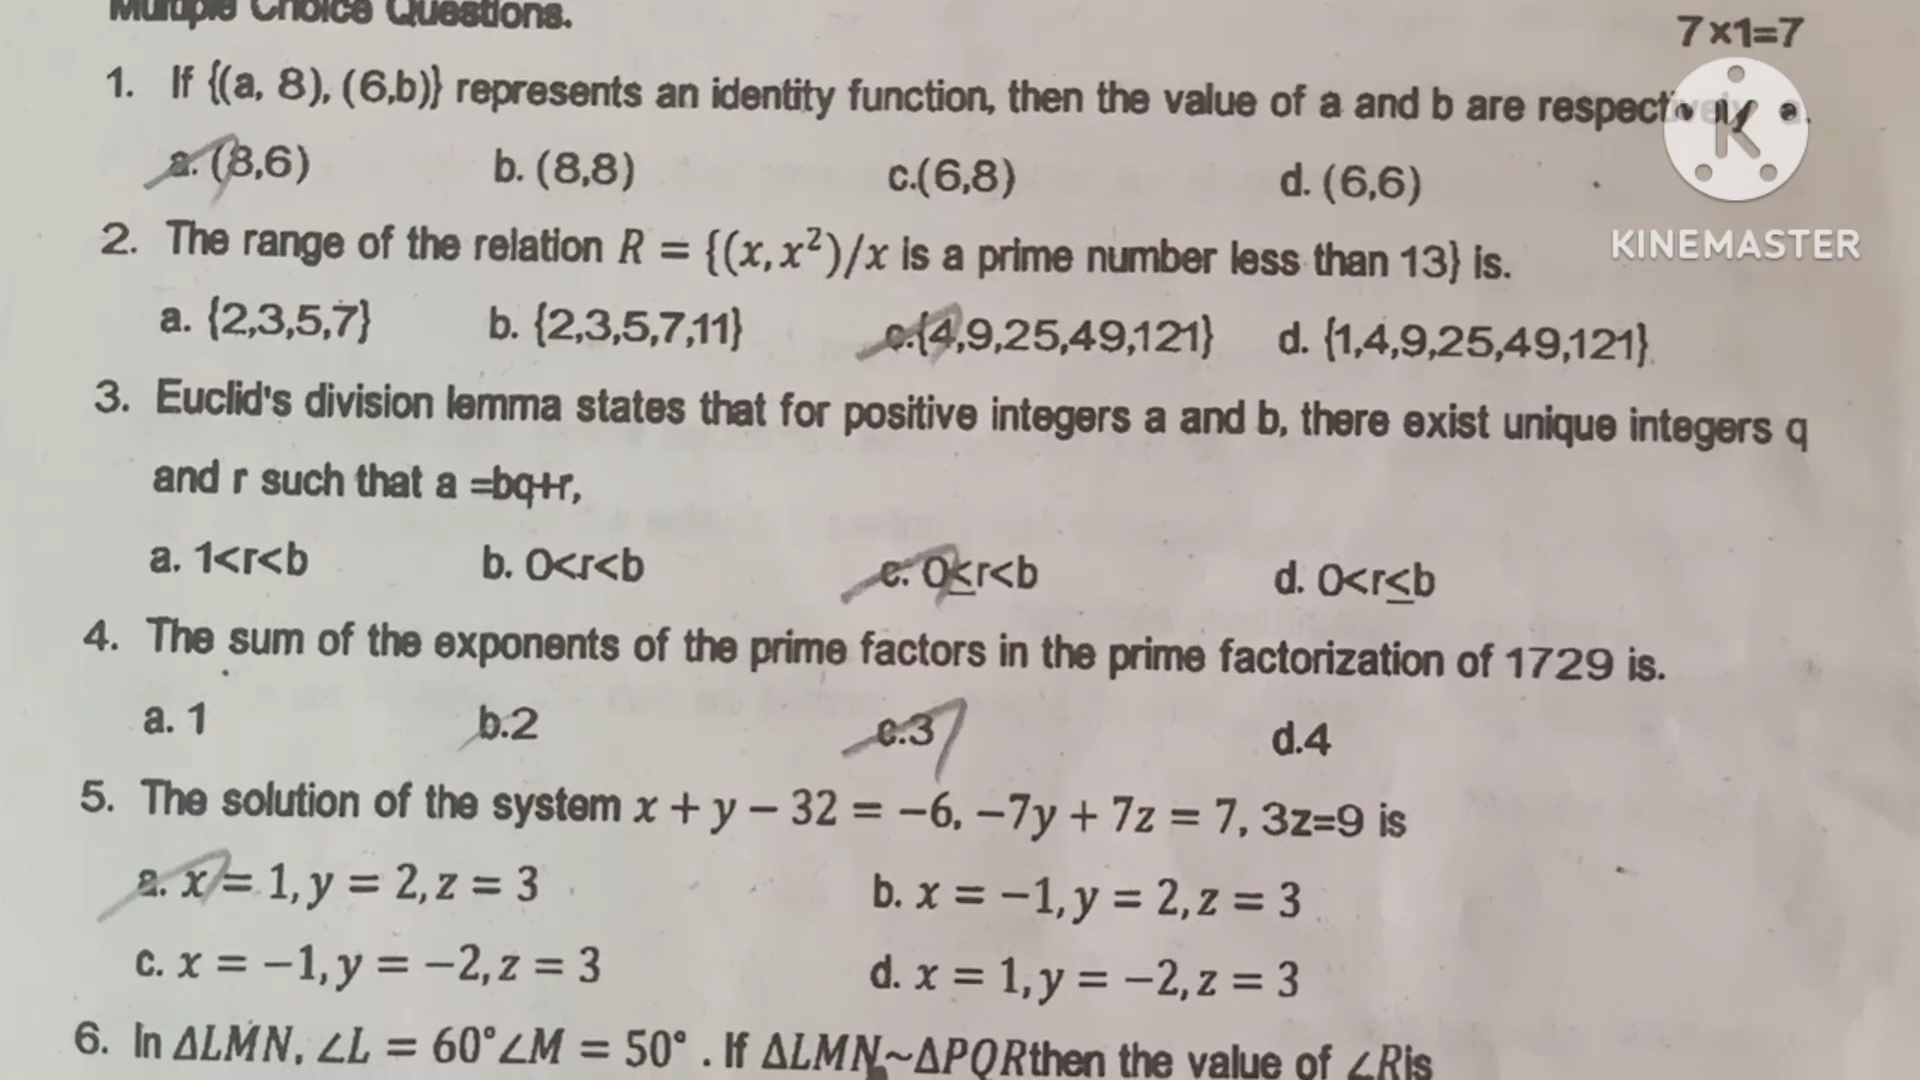 Multiple Choice Questions.
7×1=7
1. If {(a, 8), (6,b)} represents an identity function, then the value of a and b are respectively
a. (8,6) b. (8,8) c.(6,8) d. (6,6)
KINEMASTER
2. The range of the relation R = {(x, x²)/x is a prime number less than 13} is.
a. {2,3,5,7} b. {2,3,5,7,11} c.{4,9,25,49,121} d. {1,4,9,25,49,121}
3. Euclid's division lemma states that for positive integers a and b, there exist unique integers q
and r such that a =bq+r,
a. 1<r<b b. 0<r<b c. 0≤r<b d. 0<r≤b
4. The sum of the exponents of the prime factors in the prime factorization of 1729 is.
a. 1 b.2 c.3 d.4
5. The solution of the system x + y − 32 = −6, −7y + 7z = 7, 3z=9 is
a. x = 1, y = 2, z = 3 b. x = −1, y = 2, z = 3
c. x = −1, y = −2, z = 3 d. x = 1, y = −2, z = 3
6. In ΔLMN, ∠L = 60°∠M = 50° . If ΔLMN~ΔPQRthen the value of ∠Ris